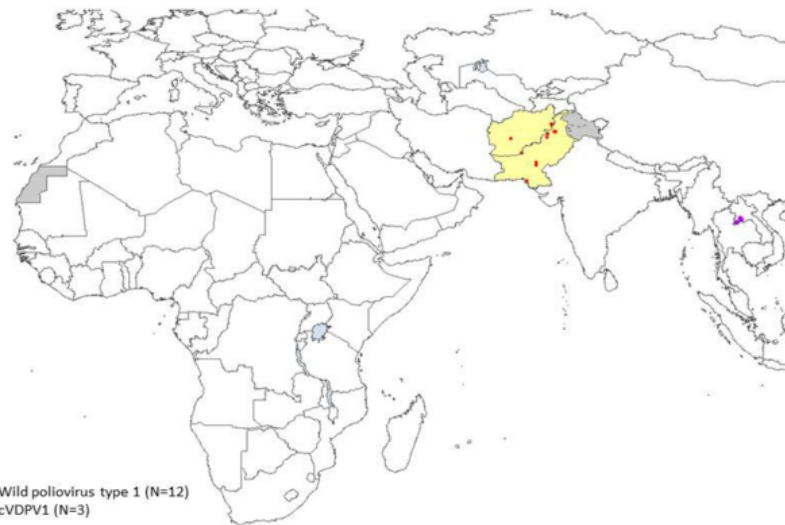 Wild poliovirus type 1 (N=12)
cVDPV1 (N=3)